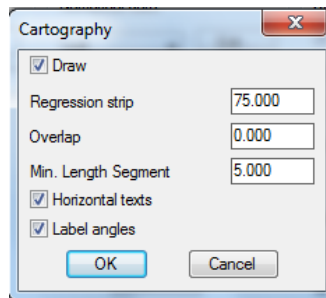 Cartography
Draw
Regression strip 75.000
Overlap 0.000
Min. Length Segment 5.000
Horizontal texts
Label angles
OK Cancel